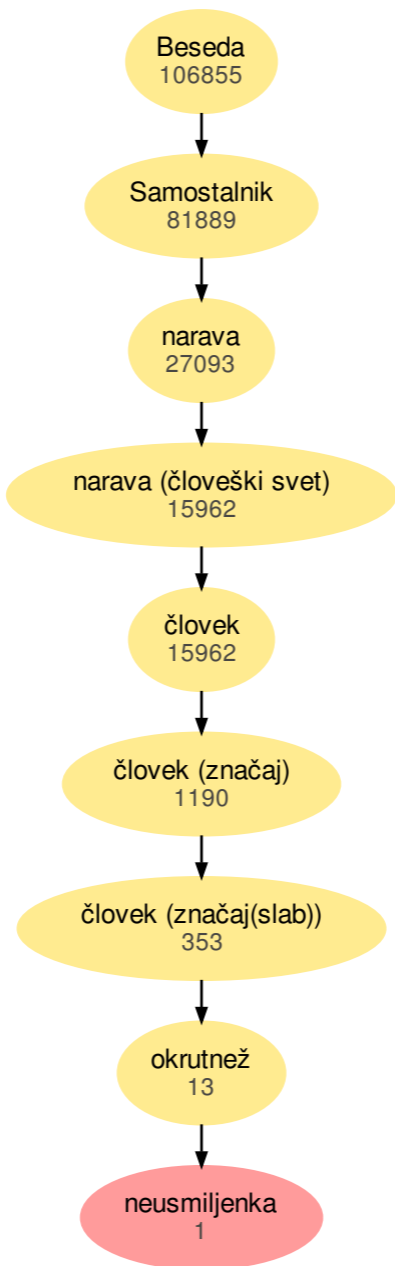 Beseda
106855
Samostalnik
81889
narava
27093
narava (človeški svet)
15962
človek
15962
človek (značaj)
1190
človek (značaj(slab))
353
okrutnež
13
neusmiljenka
1